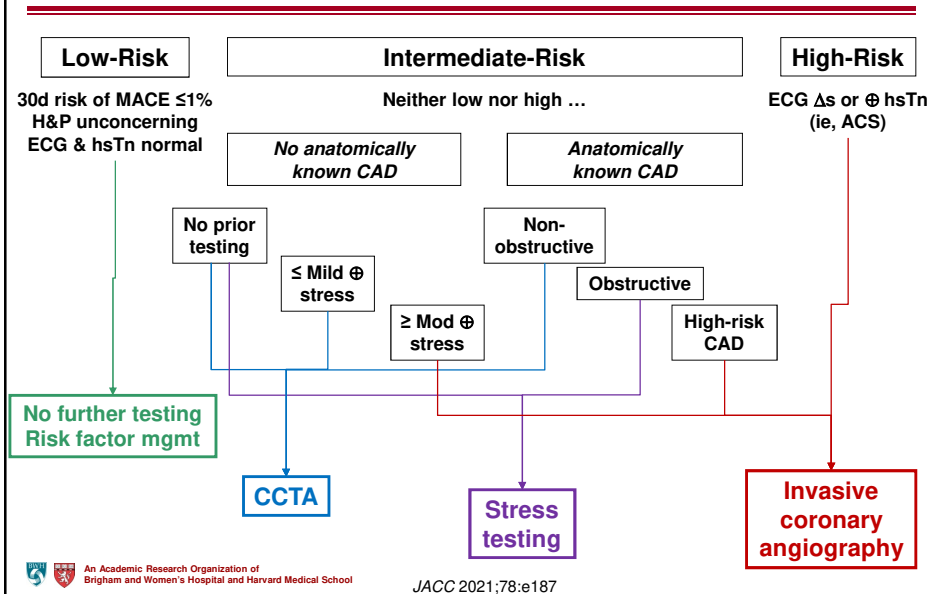 Low-Risk
Intermediate-Risk
High-Risk
30d risk of MACE ≤1%
H&P unconcerning
ECG & hsTn normal
Neither low nor high …
ECG Δs or ⊕ hsTn
(ie, ACS)
No anatomically
known CAD
Anatomically
known CAD
No prior
testing
≤ Mild ⊕
stress
≥ Mod ⊕
stress
Non-
obstructive
Obstructive
High-risk
CAD
No further testing
Risk factor mgmt
CCTA
Stress
testing
Invasive
coronary
angiography
BWH
An Academic Research Organization of
Brigham and Women's Hospital and Harvard Medical School
JACC 2021;78:e187